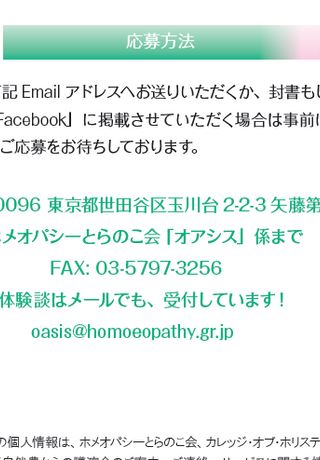 応募方法
記 Email アドレスへお送りいただくか、封書もし
Facebook」に掲載させていただく場合は事前に
ご応募をお待ちしております。
0096 東京都世田谷区玉川台 2-2-3 矢藤第
メオパシーとらのこ会「オアシス」係まで
FAX: 03-5797-3256
体験談はメールでも、受付しています!
oasis@homoeopathy.gr.jp
の個人情報は、ホメオパシーとらのこ会、カレッジ・オブ・ホリステ